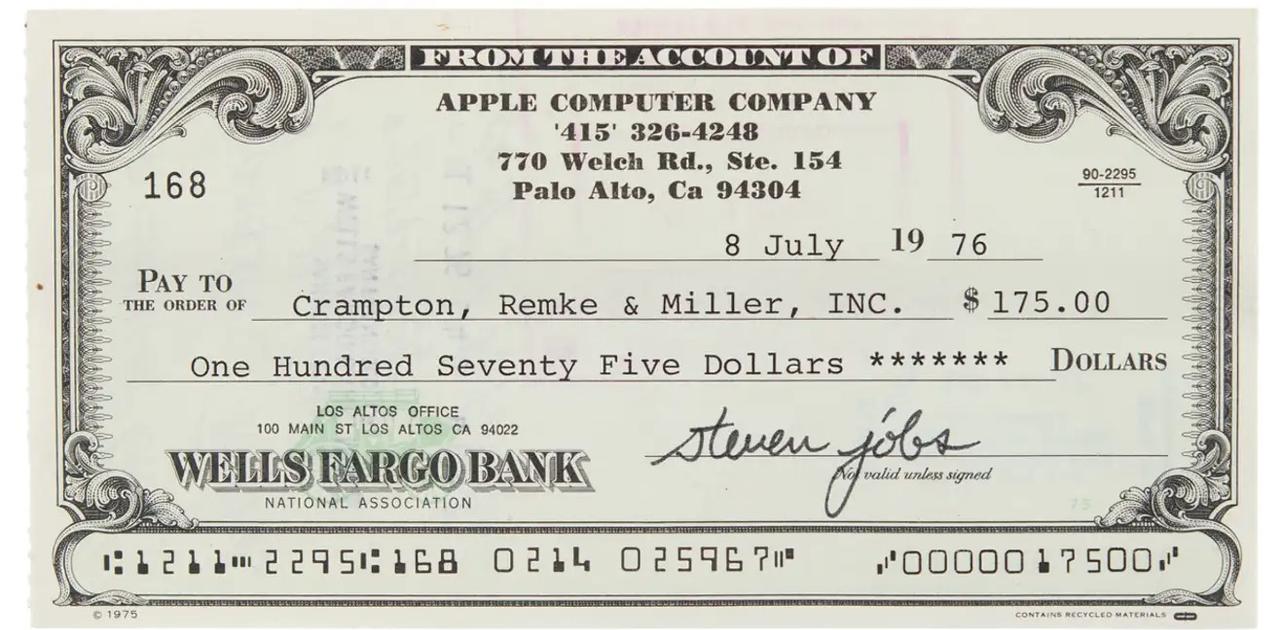 FROM THE ACCOUNT OF
APPLE COMPUTER COMPANY
'415' 326-4248
770 Welch Rd., Ste. 154
Palo Alto, Ca 94304
168
90-2295
1211
8 July 19 76
PAY TO
THE ORDER OF Crampton, Remke & Miller, INC. $ 175.00
One Hundred Seventy Five Dollars ******* DOLLARS
LOS ALTOS OFFICE
100 MAIN ST LOS ALTOS CA 94022
WELLS FARGO BANK
NATIONAL ASSOCIATION
steven jobs
Not valid unless signed
75
⑆1211⑉2295⑆168 0214 025967⑈ ⑇0000017500⑇
© 1975
CONTAINS RECYCLED MATERIALS